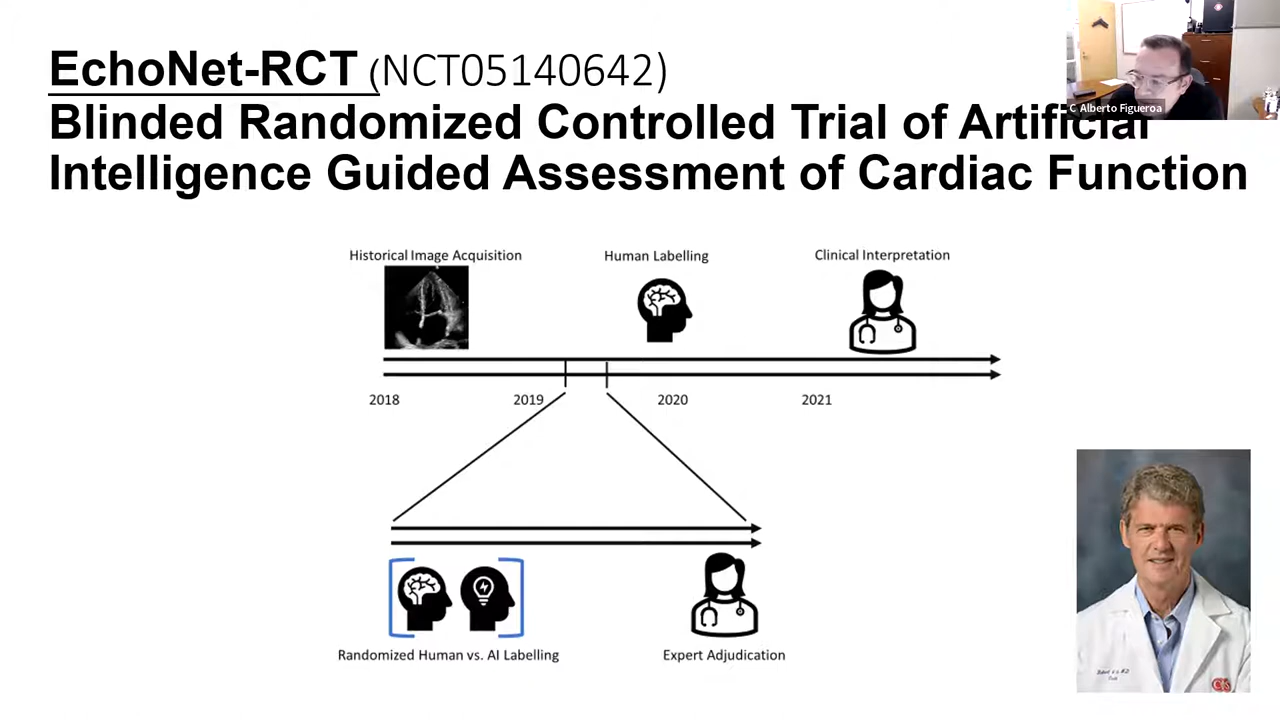 EchoNet-RCT (NCT05140642)
Blinded Randomized Controlled Trial of Artificial
Intelligence Guided Assessment of Cardiac Function
C Alberto Figueroa
Historical Image Acquisition
Human Labelling
Clinical Interpretation
2018
2019
2020
2021
Randomized Human vs. AI Labelling
Expert Adjudication